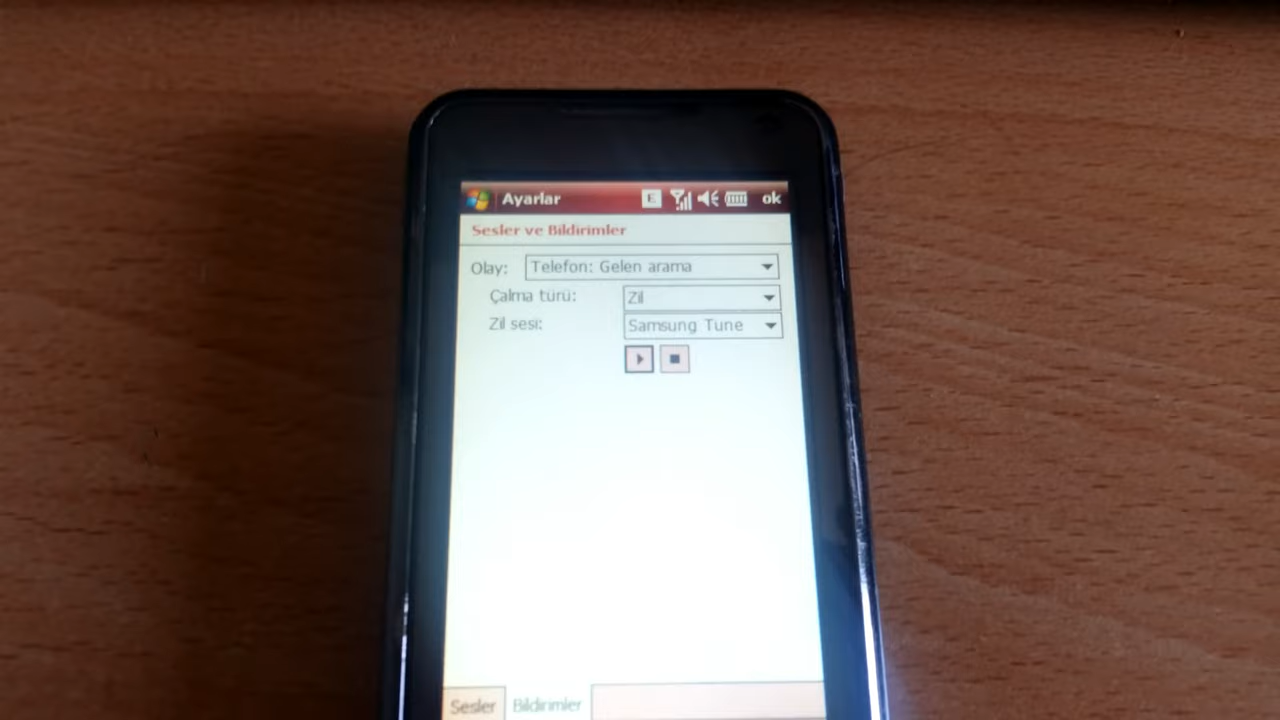 Ayarlar E ok
Sesler ve Bildirimler
Olay: Telefon: Gelen arama
Çalma türü: Zil
Zil sesi: Samsung Tune
Sesler Bildirimler